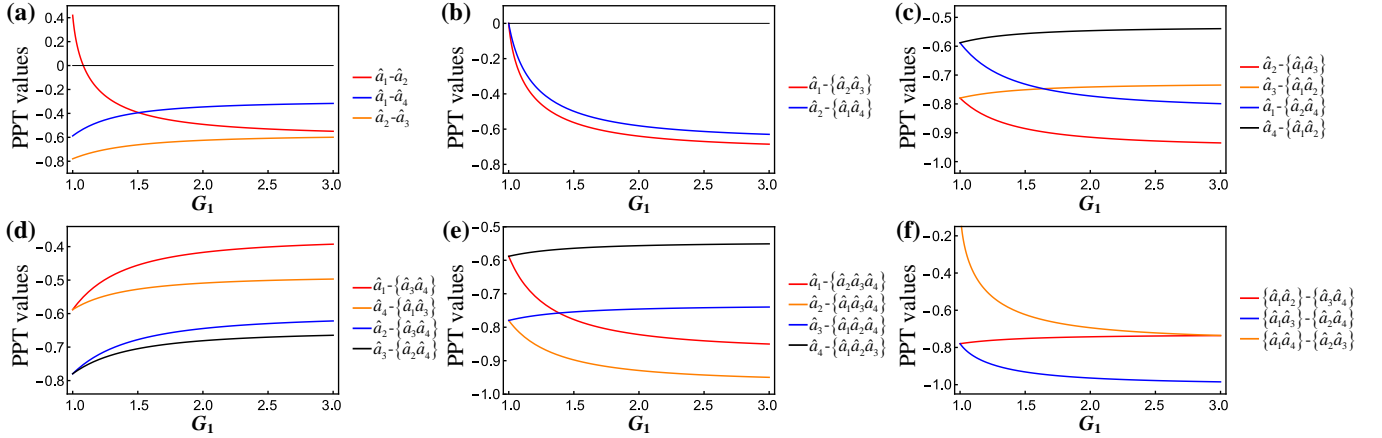 (a)
PPT values
0.4
0.2
0
−0.2
−0.4
−0.6
−0.8
1.0 1.5 2.0 2.5 3.0
G₁
â₁-â₂
â₁-â₄
â₂-â₃
(b)
PPT values
0
−0.2
−0.4
−0.6
−0.8
1.0 1.5 2.0 2.5 3.0
G₁
â₁-{â₂â₃}
â₂-{â₁â₄}
(c)
PPT values
−0.5
−0.6
−0.7
−0.8
−0.9
−1.0
1.0 1.5 2.0 2.5 3.0
G₁
â₂-{â₁â₃}
â₃-{â₁â₂}
â₁-{â₂â₄}
â₄-{â₁â₂}
(d)
PPT values
−0.4
−0.5
−0.6
−0.7
−0.8
1.0 1.5 2.0 2.5 3.0
G₁
â₁-{â₃â₄}
â₄-{â₁â₃}
â₂-{â₃â₄}
â₃-{â₂â₄}
(e)
PPT values
−0.5
−0.6
−0.7
−0.8
−0.9
−1.0
1.0 1.5 2.0 2.5 3.0
G₁
â₁-{â₂â₃â₄}
â₂-{â₁â₃â₄}
â₃-{â₁â₂â₄}
â₄-{â₁â₂â₃}
(f)
PPT values
−0.2
−0.4
−0.6
−0.8
−1.0
1.0 1.5 2.0 2.5 3.0
G₁
{â₁â₂}-{â₃â₄}
{â₁â₃}-{â₂â₄}
{â₁â₄}-{â₂â₃}